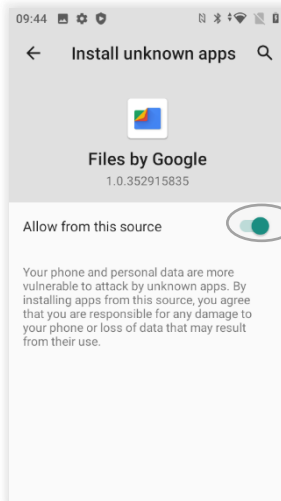 09:44
Install unknown apps
Files by Google
1.0.352915835
Allow from this source
Your phone and personal data are more
vulnerable to attack by unknown apps. By
installing apps from this source, you agree
that you are responsible for any damage to
your phone or loss of data that may result
from their use.